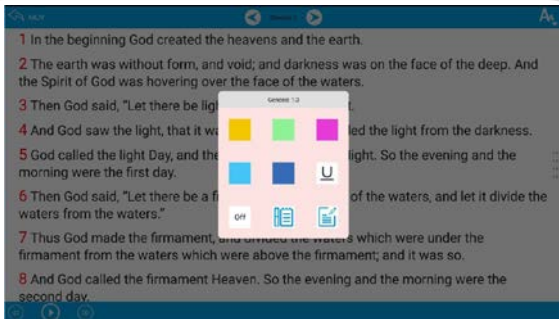 NKJV
Genesis 1
1 In the beginning God created the heavens and the earth.
2 The earth was without form, and void; and darkness was on the face of the deep. And
the Spirit of God was hovering over the face of the waters.
3 Then God said, "Let there be
4 And God saw the light, that it the light from the darkness.
5 God called the light Day, and the light. So the evening and the
morning were the first day.
6 Then God said, "Let there be a of the waters, and let it divide the
waters from the waters."
7 Thus God made the firmament, and divided the waters which were under the
firmament from the waters which were above the firmament; and it was so.
8 And God called the firmament Heaven. So the evening and the morning were the
second day.
U
Off